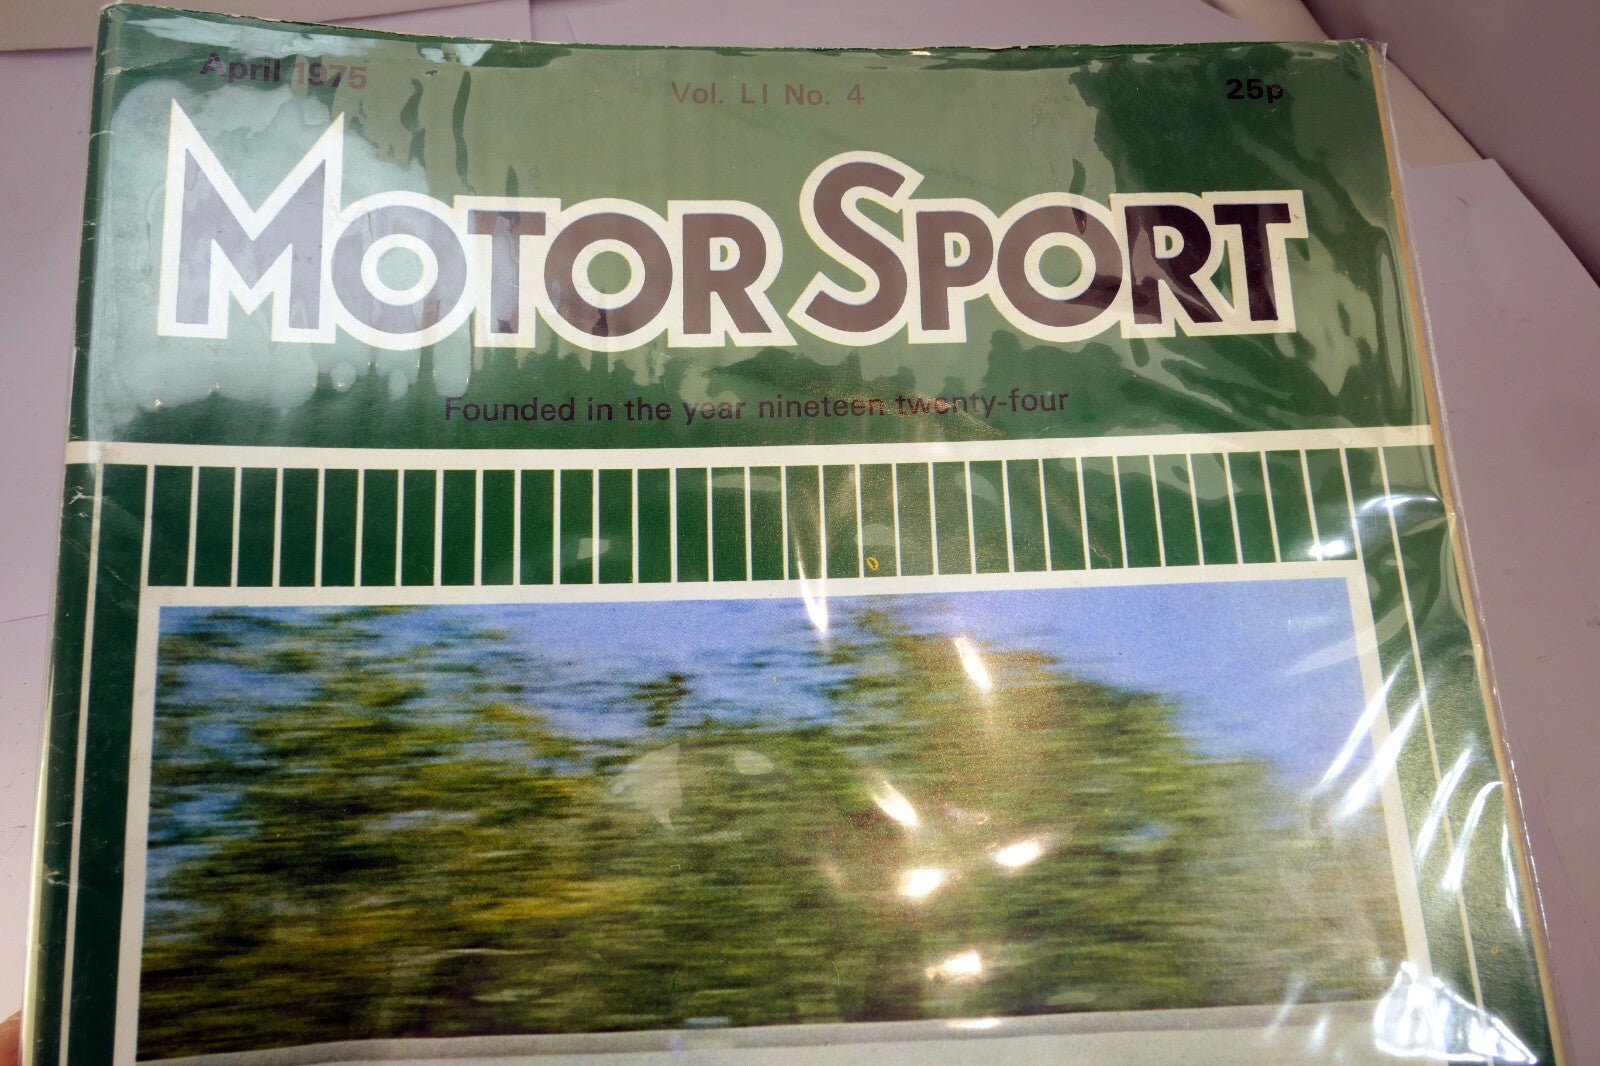 April 1975
Vol. LI No. 4
25p
MOTOR SPORT
Founded in the year nineteen twenty-four